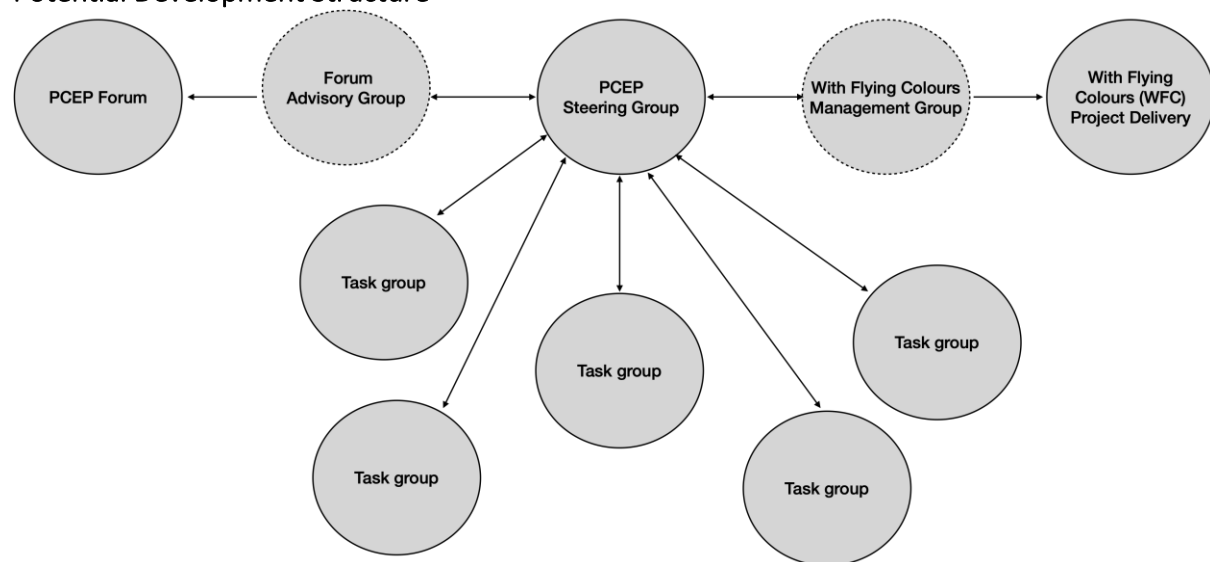 Potential Development Structure
PCEP Forum
Forum
Advisory Group
PCEP
Steering Group
With Flying Colours
Management Group
With Flying
Colours (WFC)
Project Delivery
Task group
Task group
Task group
Task group
Task group